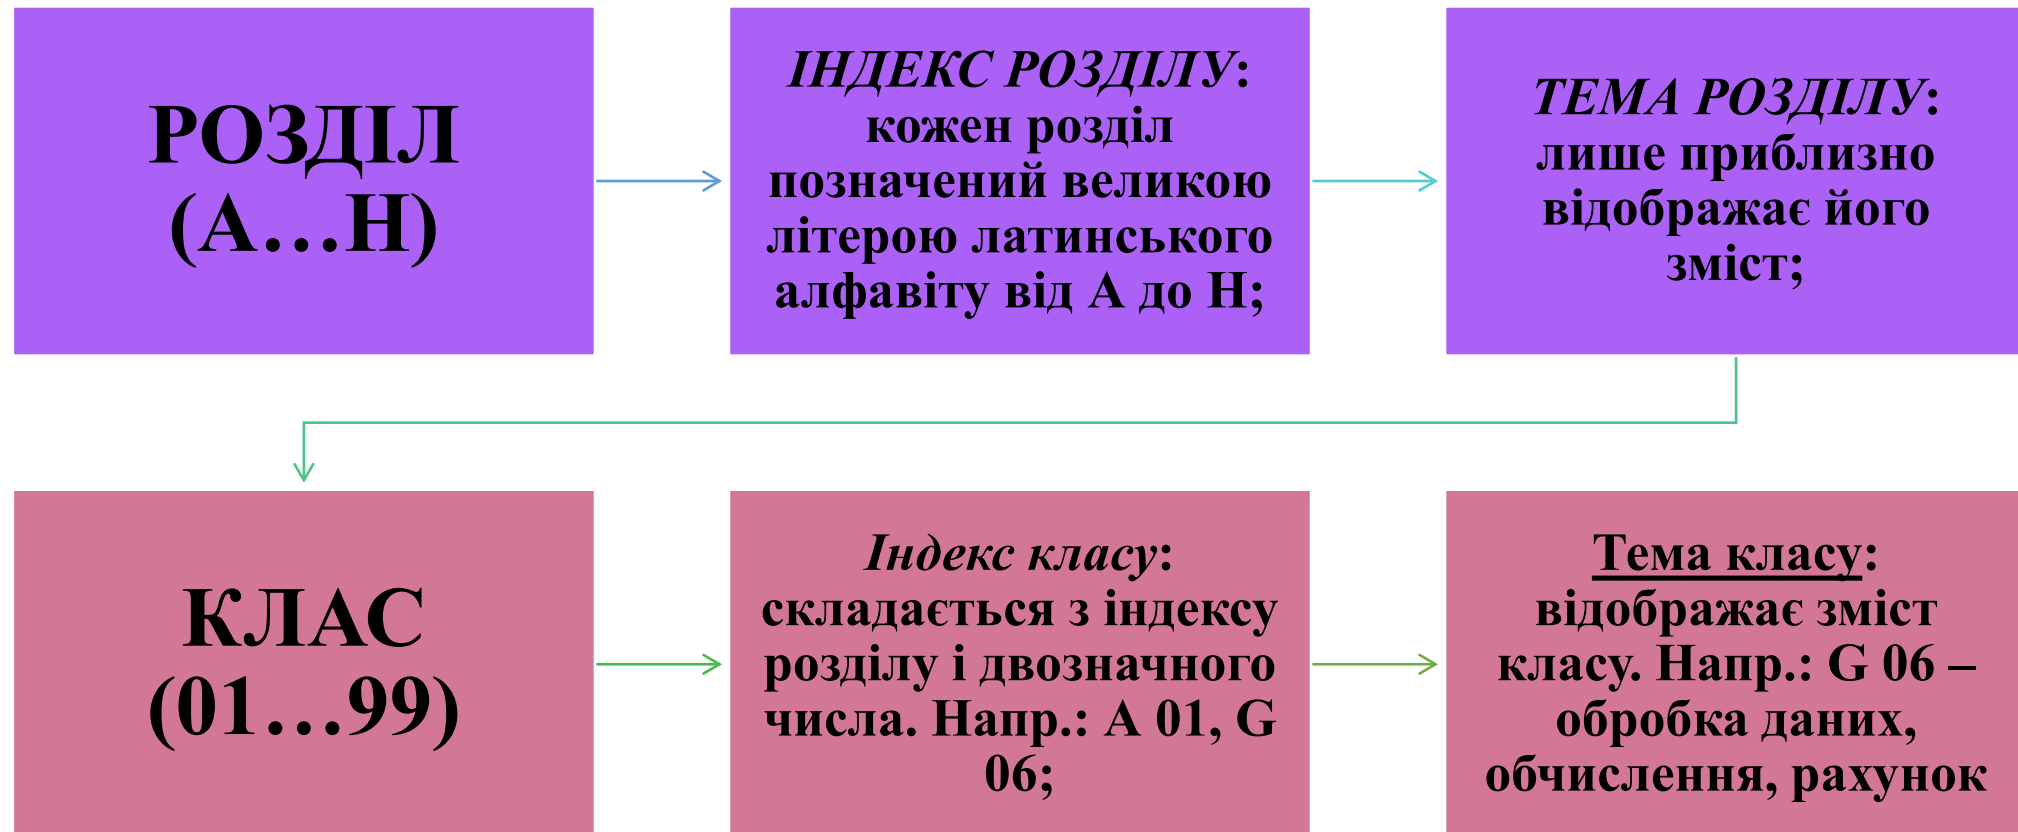 РОЗДІЛ
(А…Н)
ІНДЕКС РОЗДІЛУ:
кожен розділ
позначений великою
літерою латинського
алфавіту від А до Н;
ТЕМА РОЗДІЛУ:
лише приблизно
відображає його
зміст;
КЛАС
(01…99)
Індекс класу:
складається з індексу
розділу і двозначного
числа. Напр.: А 01, G
06;
Тема класу:
відображає зміст
класу. Напр.: G 06 –
обробка даних,
обчислення, рахунок